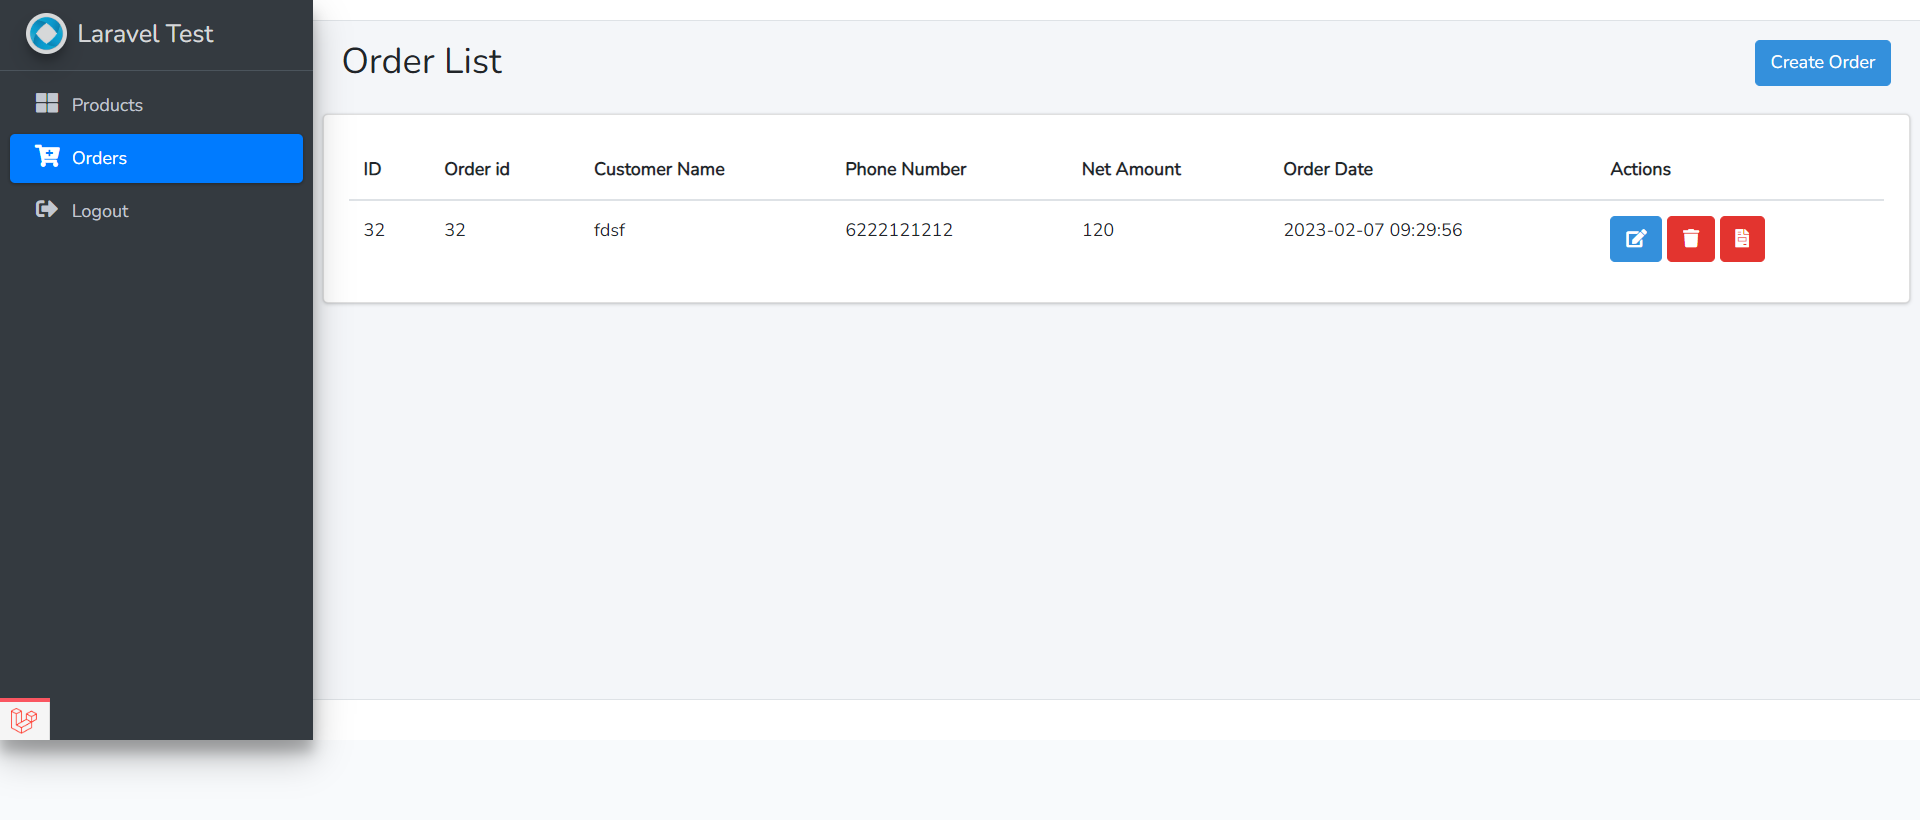 Laravel Test
Products
Orders
Logout
Order List
Create Order
ID Order id Customer Name Phone Number Net Amount Order Date Actions
32 32 fdsf 6222121212 120 2023-02-07 09:29:56